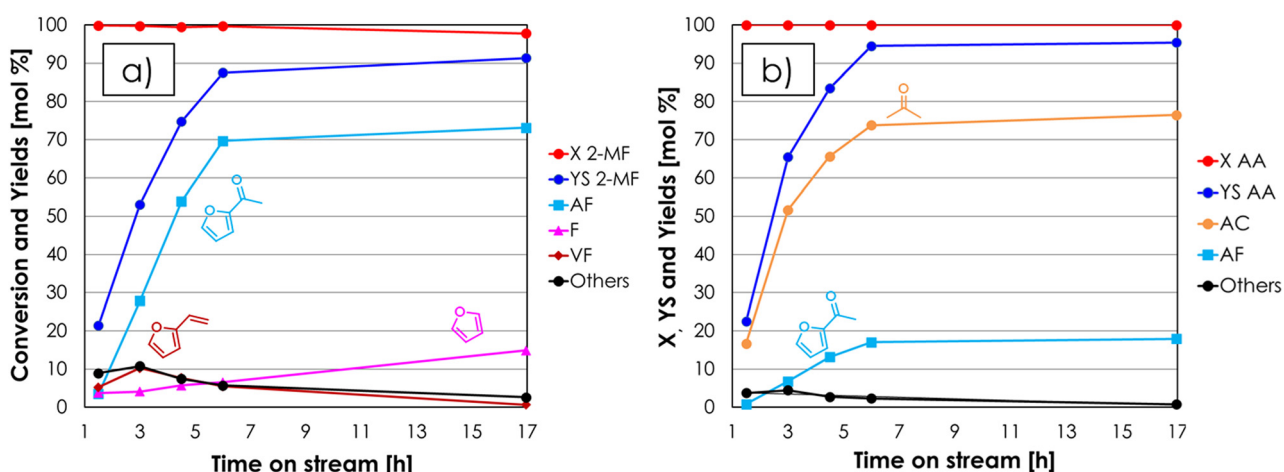 a)
Conversion and Yields [mol %]
100
90
80
70
60
50
40
30
20
10
0
1 3 5 7 9 11 13 15 17
Time on stream [h]
O
O
O
O
X 2-MF
YS 2-MF
AF
F
VF
Others
b)
X, YS and Yields [mol %]
100
90
80
70
60
50
40
30
20
10
0
1 3 5 7 9 11 13 15 17
Time on stream [h]
O
O
O
X AA
YS AA
AC
AF
Others